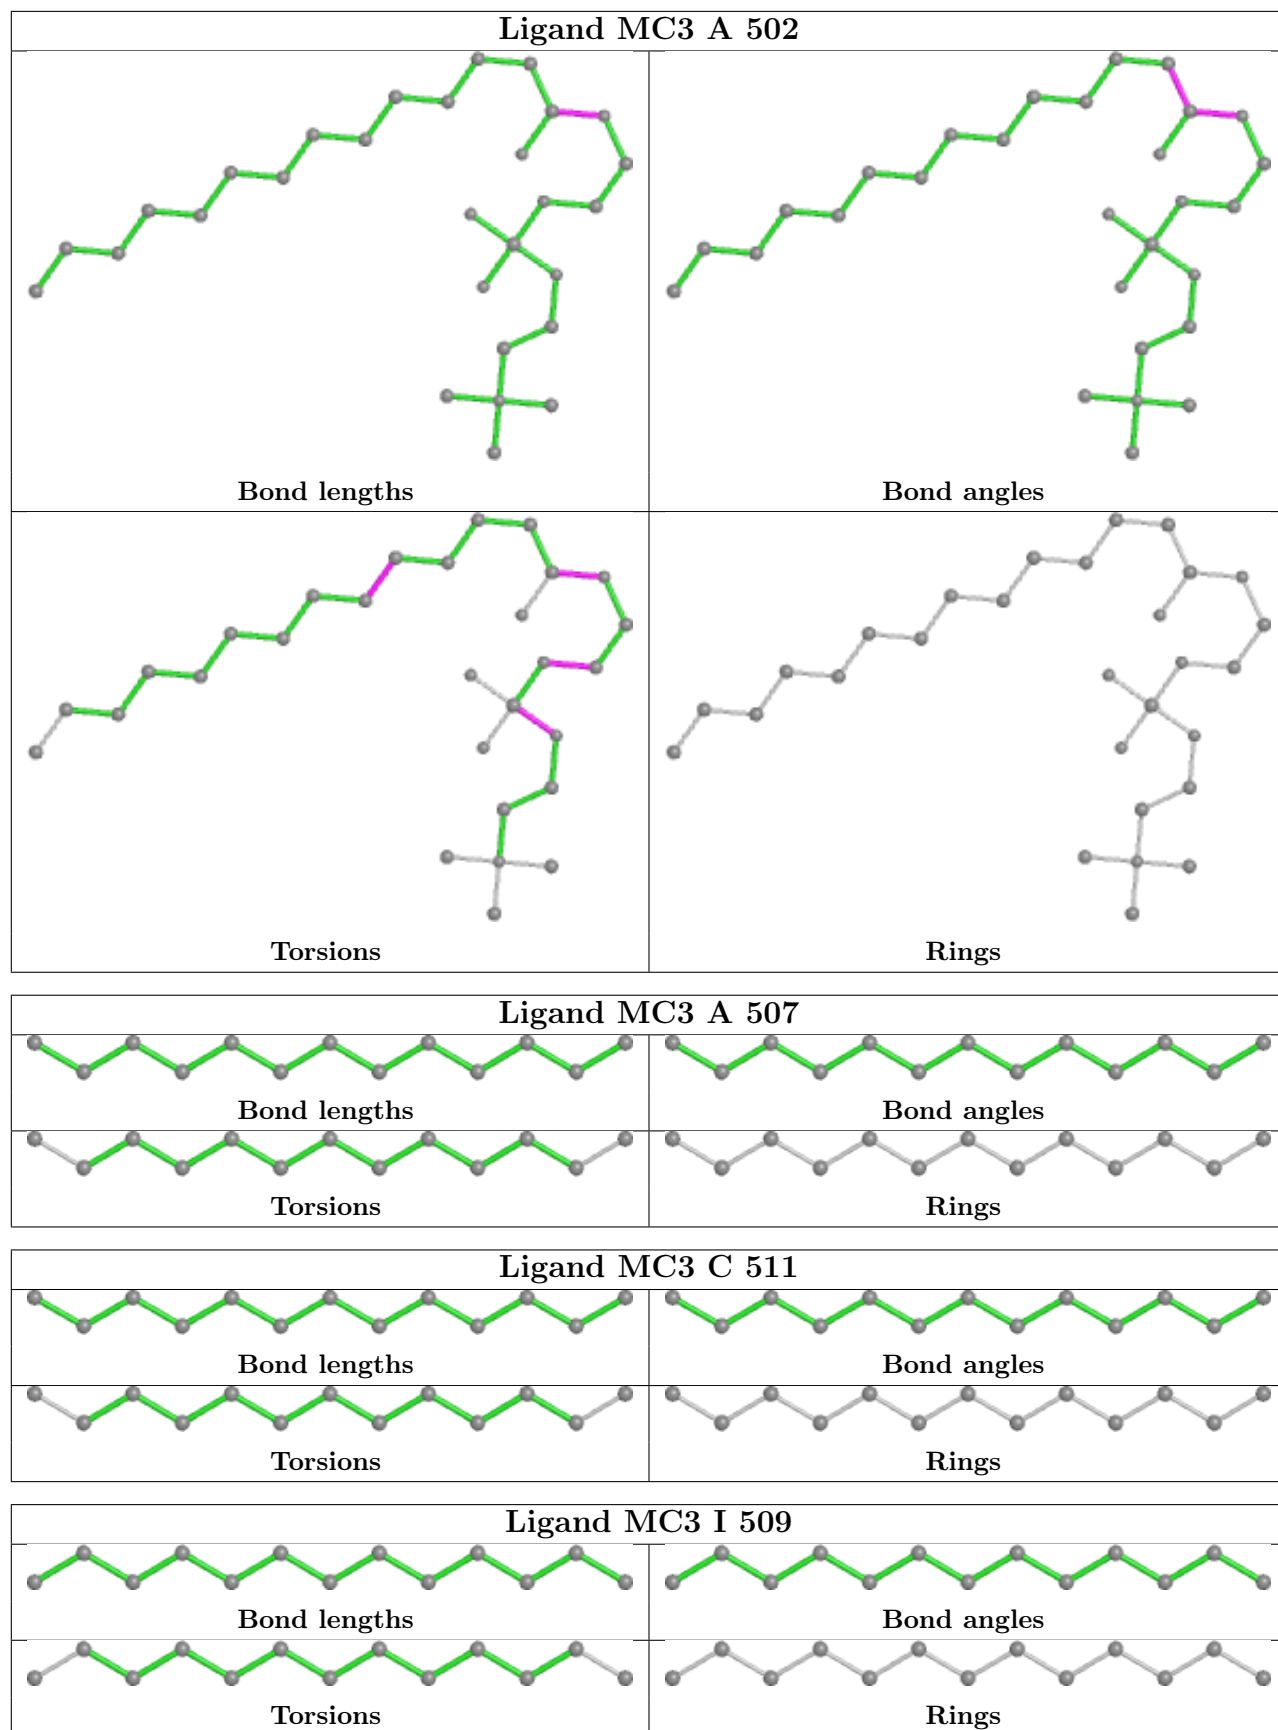 Ligand MC3 A 502
Bond lengths
Bond angles
Torsions
Rings
Ligand MC3 A 507
Bond lengths
Bond angles
Torsions
Rings
Ligand MC3 C 511
Bond lengths
Bond angles
Torsions
Rings
Ligand MC3 I 509
Bond lengths
Bond angles
Torsions
Rings